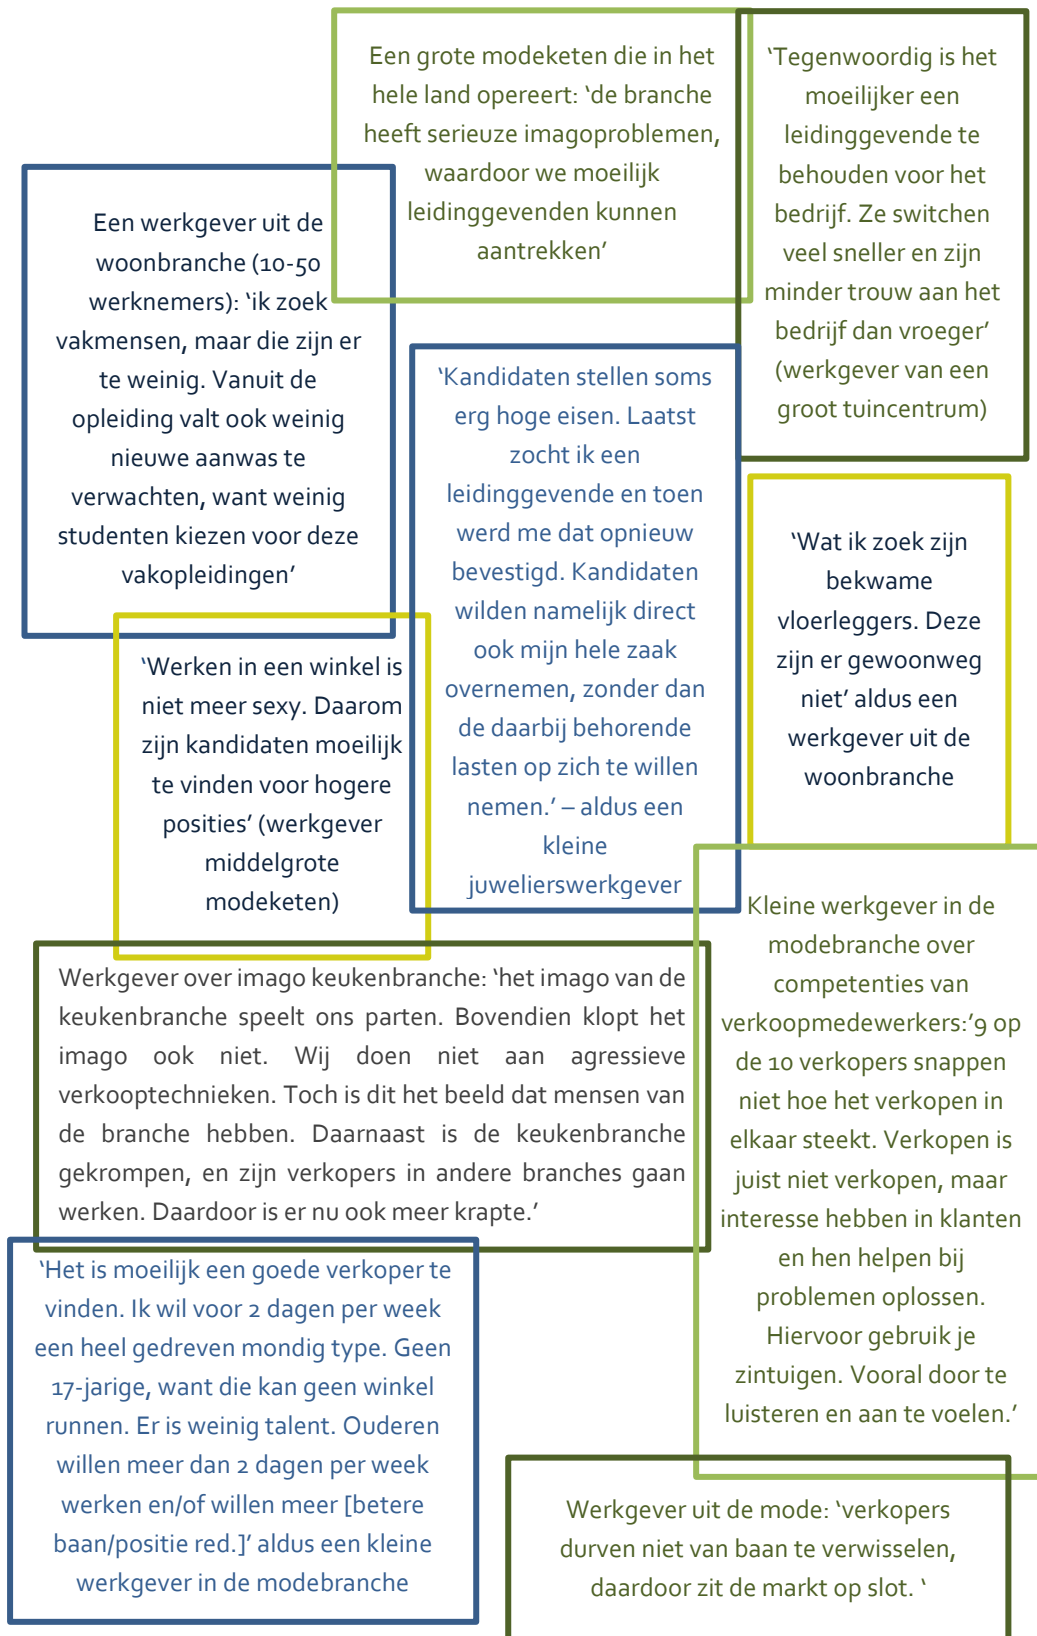 Een grote modeketen die in het
hele land opereert: ‘de branche
heeft serieuze imagoproblemen,
waardoor we moeilijk
leidinggevenden kunnen
aantrekken’
‘Tegenwoordig is het
moeilijker een
leidinggevende te
behouden voor het
bedrijf. Ze switchen
veel sneller en zijn
minder trouw aan het
bedrijf dan vroeger’
(werkgever van een
groot tuincentrum)
Een werkgever uit de
woonbranche (10-50
werknemers): ‘ik zoek
vakmensen, maar die zijn er
te weinig. Vanuit de
opleiding valt ook weinig
nieuwe aanwas te
verwachten, want weinig
studenten kiezen voor deze
vakopleidingen’
‘Kandidaten stellen soms
erg hoge eisen. Laatst
zocht ik een
leidinggevende en toen
werd me dat opnieuw
bevestigd. Kandidaten
wilden namelijk direct
ook mijn hele zaak
overnemen, zonder dan
de daarbij behorende
lasten op zich te willen
nemen.’ – aldus een
kleine
juwelierswerkgever
‘Wat ik zoek zijn
bekwame
vloerleggers. Deze
zijn er gewoonweg
niet’ aldus een
werkgever uit de
woonbranche
‘Werken in een winkel is
niet meer sexy. Daarom
zijn kandidaten moeilijk
te vinden voor hogere
posities’ (werkgever
middelgrote
modeketen)
Kleine werkgever in de
modebranche over
competenties van
verkoopmedewerkers:’9 op
de 10 verkopers snappen
niet hoe het verkopen in
elkaar steekt. Verkopen is
juist niet verkopen, maar
interesse hebben in klanten
en hen helpen bij
problemen oplossen.
Hiervoor gebruik je
zintuigen. Vooral door te
luisteren en aan te voelen.’
Werkgever over imago keukenbranche: ‘het imago van de
keukenbranche speelt ons parten. Bovendien klopt het
imago ook niet. Wij doen niet aan agressieve
verkooptechnieken. Toch is dit het beeld dat mensen van
de branche hebben. Daarnaast is de keukenbranche
gekrompen, en zijn verkopers in andere branches gaan
werken. Daardoor is er nu ook meer krapte.’
‘Het is moeilijk een goede verkoper te
vinden. Ik wil voor 2 dagen per week
een heel gedreven mondig type. Geen
17-jarige, want die kan geen winkel
runnen. Er is weinig talent. Ouderen
willen meer dan 2 dagen per week
werken en/of willen meer [betere
baan/positie red.]’ aldus een kleine
werkgever in de modebranche
Werkgever uit de mode: ‘verkopers
durven niet van baan te verwisselen,
daardoor zit de markt op slot. ‘